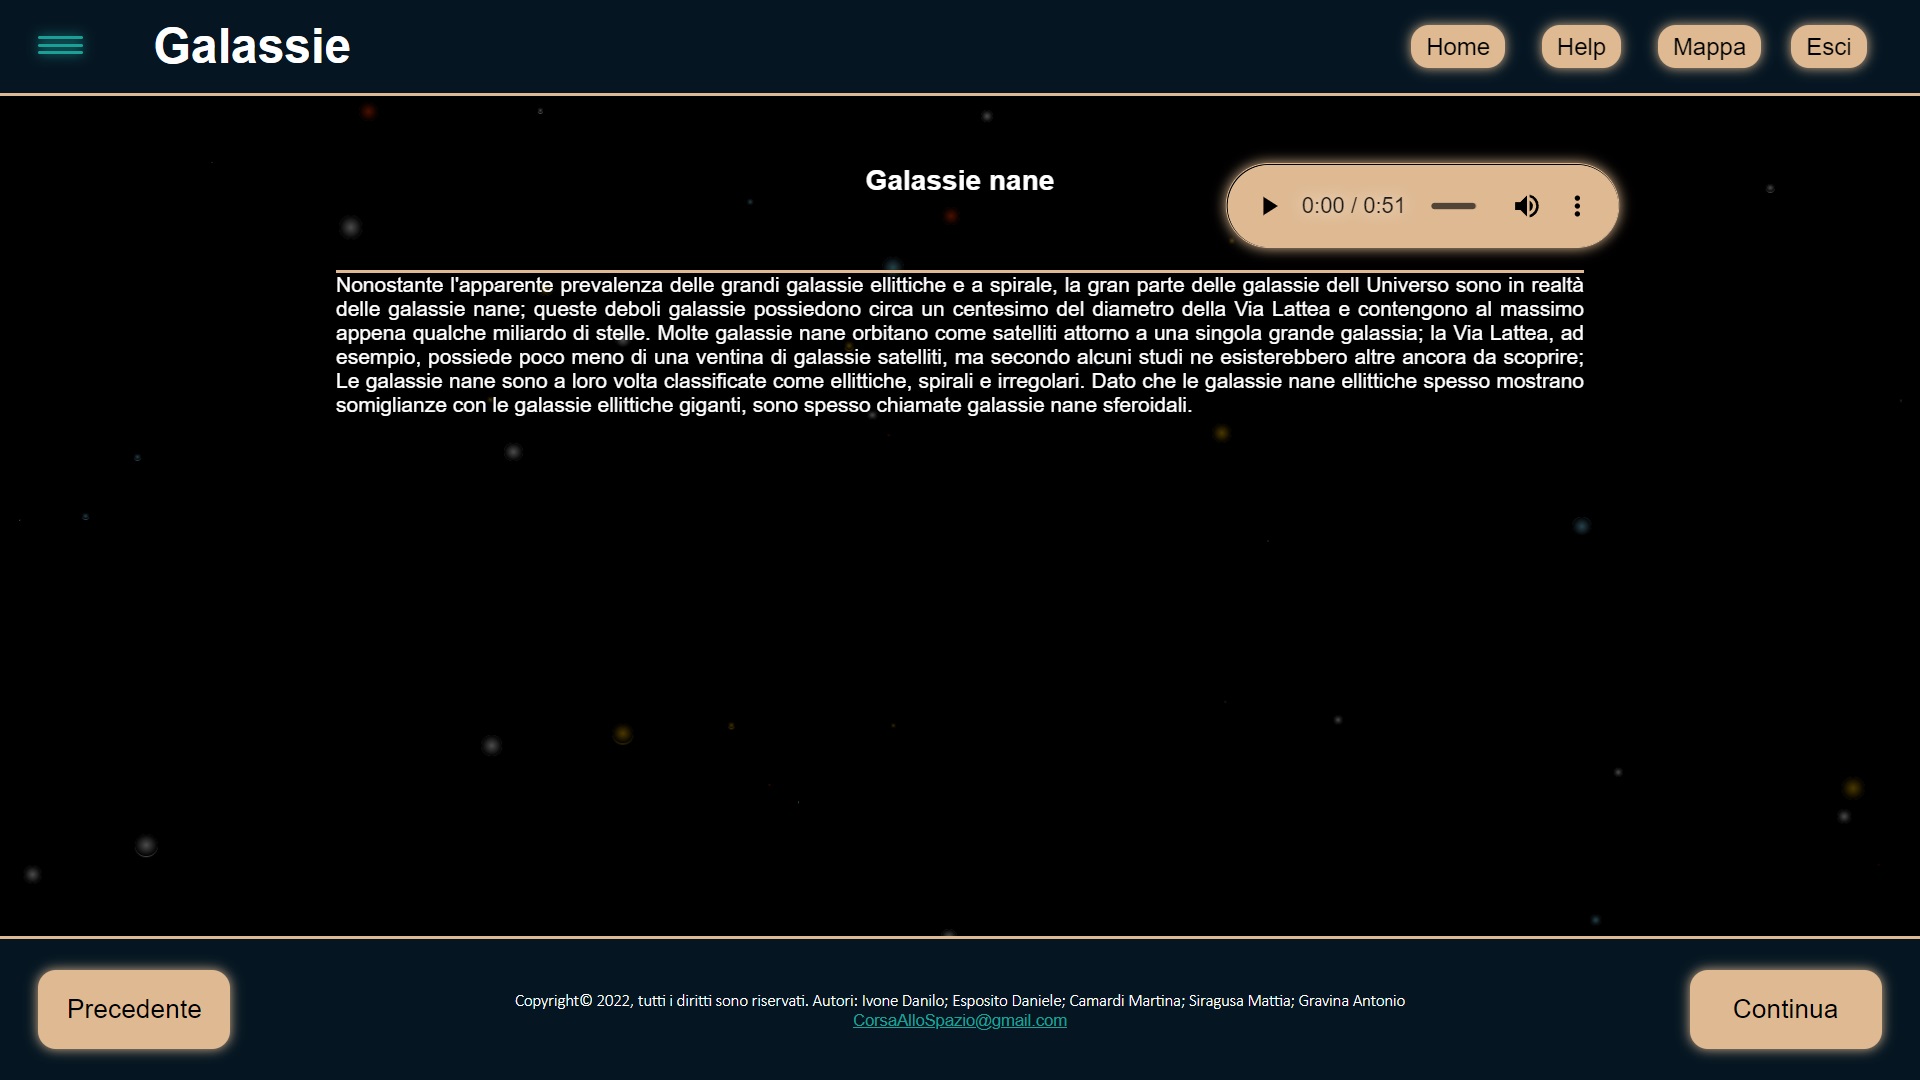 Galassie
Home
Help
Mappa
Esci
Galassie nane
0:00 / 0:51
Nonostante l'apparente prevalenza delle grandi galassie ellittiche e a spirale, la gran parte delle galassie dell Universo sono in realtà
delle galassie nane; queste deboli galassie possiedono circa un centesimo del diametro della Via Lattea e contengono al massimo
appena qualche miliardo di stelle. Molte galassie nane orbitano come satelliti attorno a una singola grande galassia; la Via Lattea, ad
esempio, possiede poco meno di una ventina di galassie satelliti, ma secondo alcuni studi ne esisterebbero altre ancora da scoprire;
Le galassie nane sono a loro volta classificate come ellittiche, spirali e irregolari. Dato che le galassie nane ellittiche spesso mostrano
somiglianze con le galassie ellittiche giganti, sono spesso chiamate galassie nane sferoidali.
Precedente
Copyright© 2022, tutti i diritti sono riservati. Autori: Ivone Danilo; Esposito Daniele; Camardi Martina; Siragusa Mattia; Gravina Antonio
CorsaAlloSpazio@gmail.com
Continua